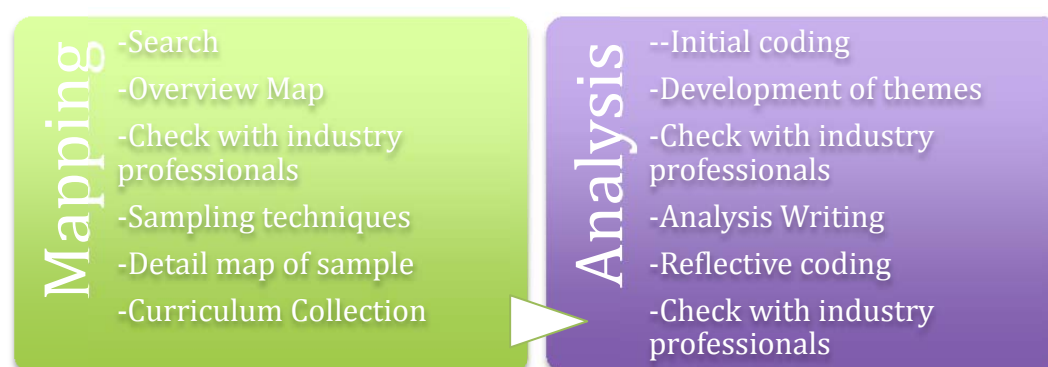 Mapping
-Search
-Overview Map
-Check with industry
professionals
-Sampling techniques
-Detail map of sample
-Curriculum Collection
Analysis
--Initial coding
-Development of themes
-Check with industry
professionals
-Analysis Writing
-Reflective coding
-Check with industry
professionals